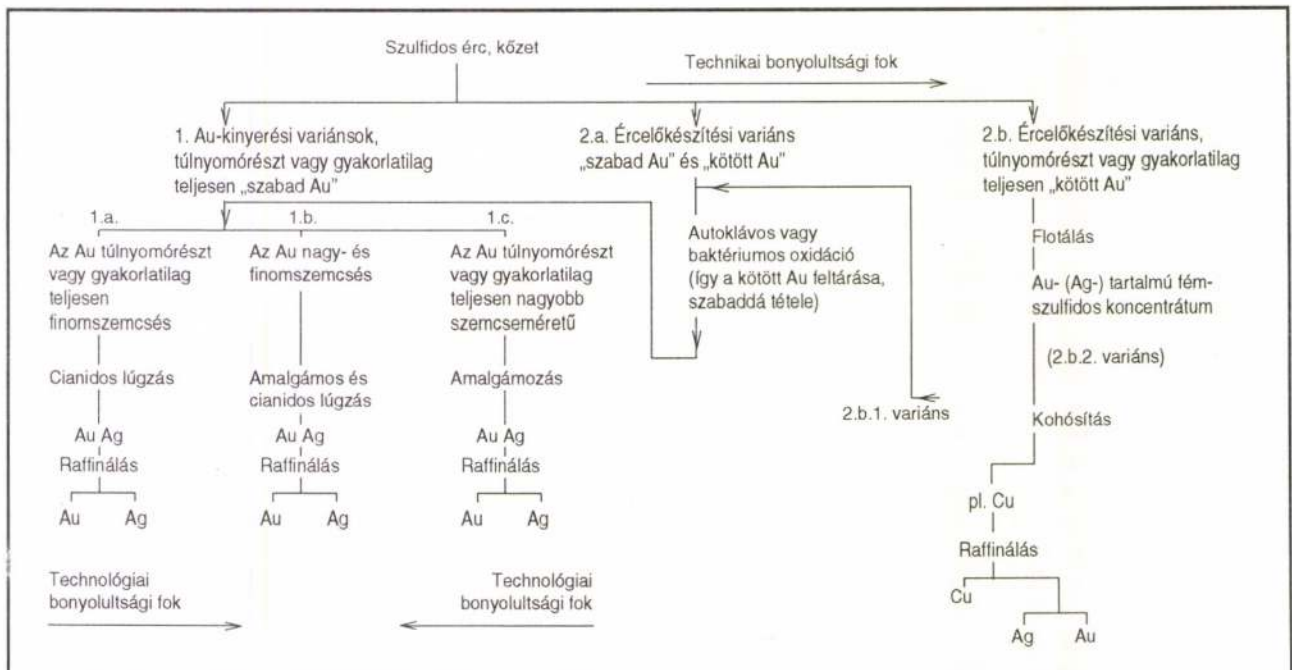 Szulfidos érc, kőzet
Technikai bonyolultsági fok
1. Au-kinyerési variánsok,
túlnyomórészt vagy gyakorlatilag
teljesen „szabad Au”
2.a. Ércelőkészítési variáns
„szabad Au” és „kötött Au”
2.b. Ércelőkészítési variáns,
túlnyomórészt vagy gyakorlatilag
teljesen „kötött Au”
1.a.
Az Au túlnyomórészt
vagy gyakorlatilag
teljesen
finomszemcsés
Cianidos lúgzás
Au Ag
Raffinálás
Au Ag
1.b.
Az Au nagy- és
finomszemcsés
Amalgámos és
cianidos lúgzás
Au Ag
Raffinálás
Au Ag
1.c.
Az Au túlnyomórészt
vagy gyakorlatilag
teljesen nagyobb
szemcseméretű
Amalgámozás
Au Ag
Raffinálás
Au Ag
Autoklávos vagy
baktériumos oxidáció
(így a kötött Au feltárása,
szabaddá tétele)
2.b.1. variáns
Flotálás
Au- (Ag-) tartalmú fém-
szulfidos koncentrátum
(2.b.2. variáns)
Kohósítás
pl. Cu
Raffinálás
Cu
Ag Au
Technológiai
bonyolultsági fok
Technológiai
bonyolultsági fok